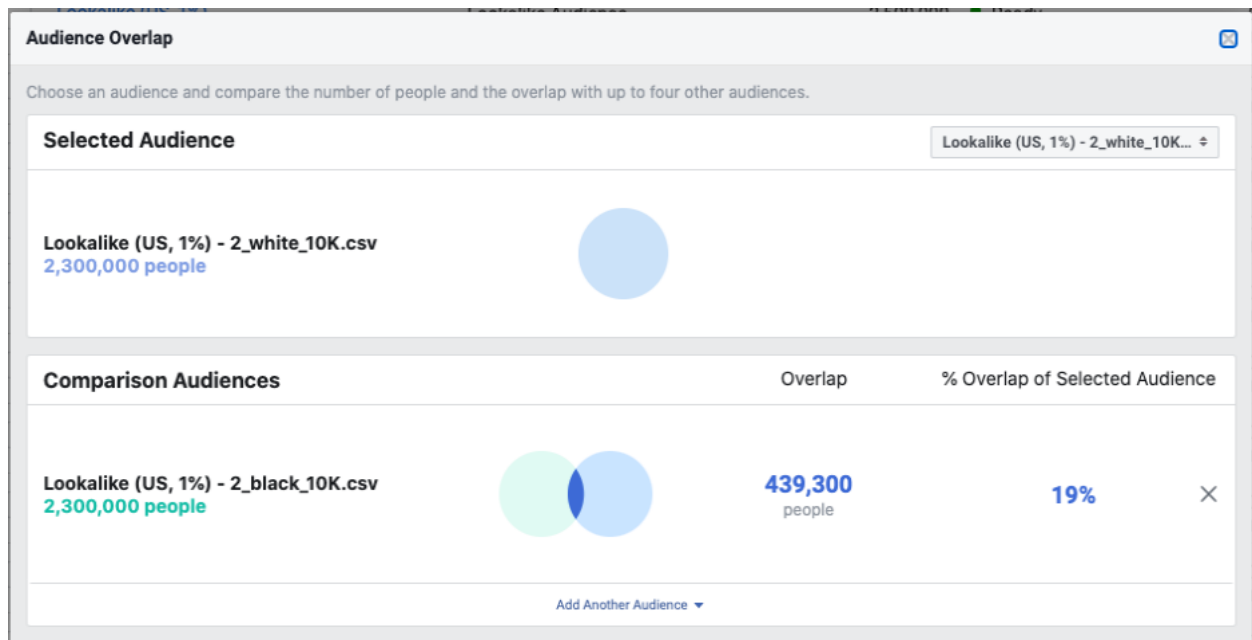 Audience Overlap
Choose an audience and compare the number of people and the overlap with up to four other audiences.
Selected Audience
Lookalike (US, 1%) - 2_white_10K...
Lookalike (US, 1%) - 2_white_10K.csv
2,300,000 people
Comparison Audiences Overlap % Overlap of Selected Audience
Lookalike (US, 1%) - 2_black_10K.csv
2,300,000 people
439,300
people
19%
Add Another Audience